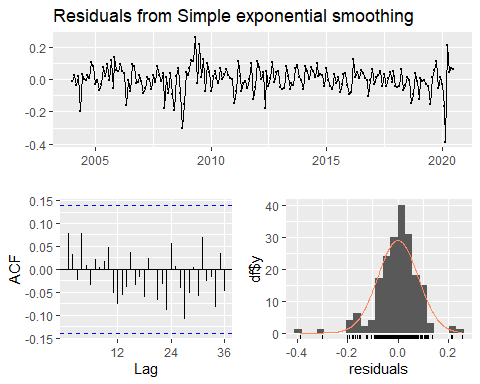 Residuals from Simple exponential smoothing
0.2
0.0
-0.2
-0.4
2005 2010 2015 2020
0.15
0.10
0.05
0.00
-0.05
-0.10
-0.15
ACF
12 24 36
Lag
40
30
20
10
0
df$y
-0.4 -0.2 0.0 0.2
residuals